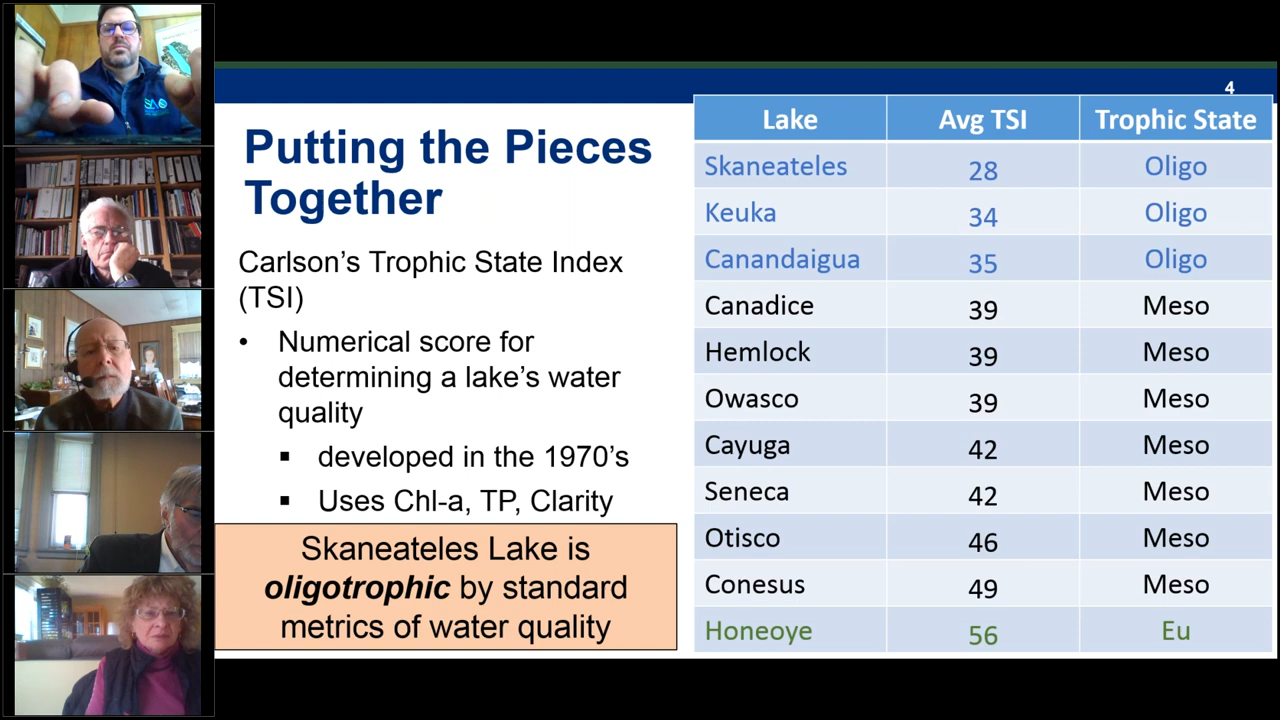 4
Putting the Pieces
Together
Carlson's Trophic State Index
(TSI)
• Numerical score for
determining a lake's water
quality
▪ developed in the 1970's
▪ Uses Chl-a, TP, Clarity
Skaneateles Lake is
oligotrophic by standard
metrics of water quality
Lake Avg TSI Trophic State
Skaneateles 28 Oligo
Keuka 34 Oligo
Canandaigua 35 Oligo
Canadice 39 Meso
Hemlock 39 Meso
Owasco 39 Meso
Cayuga 42 Meso
Seneca 42 Meso
Otisco 46 Meso
Conesus 49 Meso
Honeoye 56 Eu